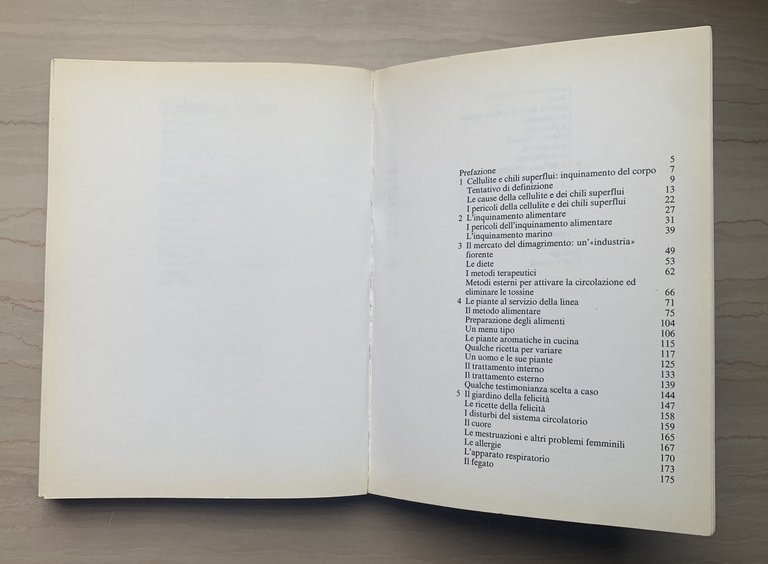 Prefazione 5
1 Cellulite e chili superflui: inquinamento del corpo 7
Tentativo di definizione 9
Le cause della cellulite e dei chili superflui 13
I pericoli della cellulite e dei chili superflui 22
2 L'inquinamento alimentare 27
I pericoli dell'inquinamento alimentare 31
L'inquinamento marino 39
3 Il mercato del dimagrimento: un'«industria»
fiorente 49
Le diete 53
I metodi terapeutici 62
Metodi esterni per attivare la circolazione ed
eliminare le tossine 66
4 Le piante al servizio della linea 71
Il metodo alimentare 75
Preparazione degli alimenti 104
Un menu tipo 106
Le piante aromatiche in cucina 115
Qualche ricetta per variare 117
Un uomo e le sue piante 125
Il trattamento interno 133
Il trattamento esterno 139
Qualche testimonianza scelta a caso 144
5 Il giardino della felicità 147
Le ricette della felicità 158
I disturbi del sistema circolatorio 159
Il cuore 165
Le mestruazioni e altri problemi femminili 167
Le allergie 170
L'apparato respiratorio 173
Il fegato 175